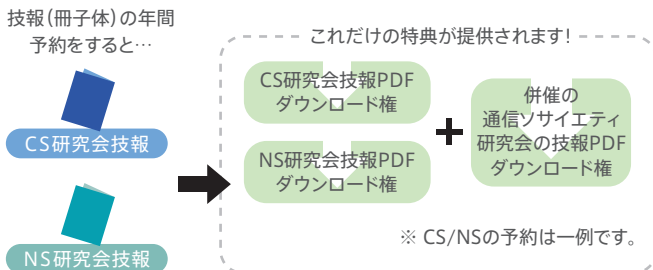 技報（冊子体）の年間
予約をすると…
CS研究会技報
NS研究会技報
これだけの特典が提供されます!
CS研究会技報PDF
ダウンロード権
NS研究会技報PDF
ダウンロード権
+
併催の
通信ソサイエティ
研究会の技報PDF
ダウンロード権
※ CS/NSの予約は一例です。